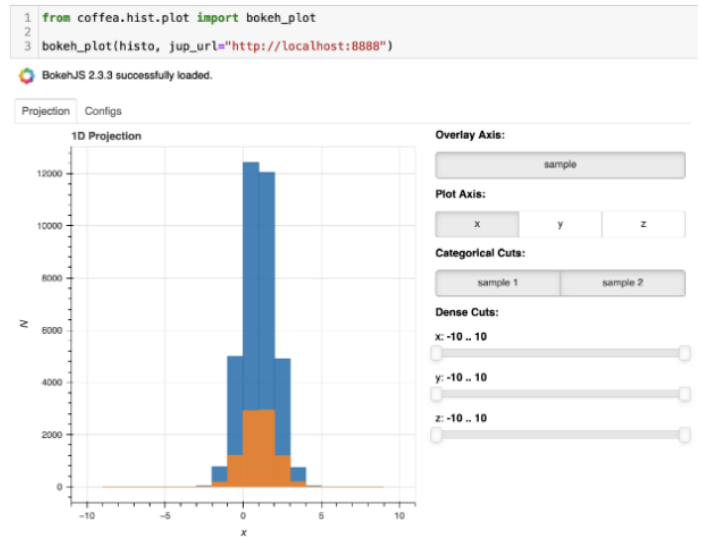 1 from coffea.hist.plot import bokeh_plot
2
3 bokeh_plot(histo, jup_url="http://localhost:8888")
BokehJS 2.3.3 successfully loaded.
Projection Configs
1D Projection
12000
10000
8000
6000
4000
2000
0
N
-10 -5 0 5 10
x
Overlay Axis:
sample
Plot Axis:
x y z
Categorical Cuts:
sample 1 sample 2
Dense Cuts:
x: -10 .. 10
y: -10 .. 10
z: -10 .. 10